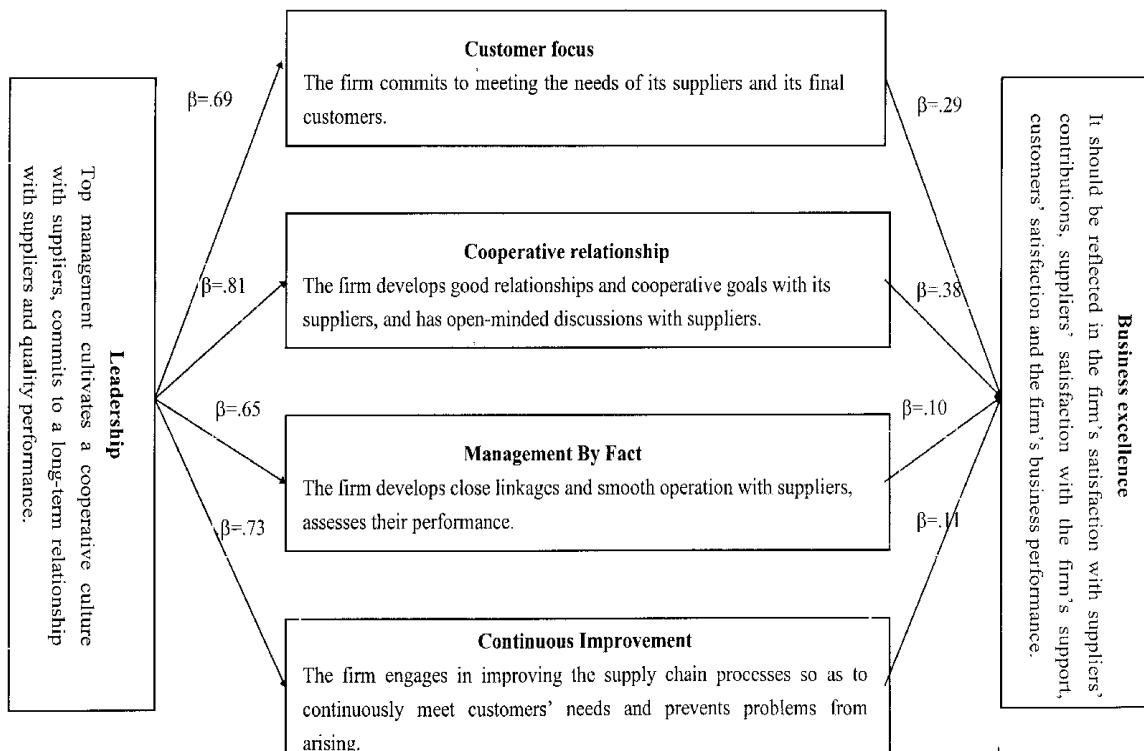 Customer focus
The firm commits to meeting the needs of its suppliers and its final
customers.
β=.69
β=.29
Top management cultivates a cooperative culture
with suppliers, commits to a long-term relationship
with suppliers and quality performance.
Leadership
Cooperative relationship
The firm develops good relationships and cooperative goals with its
suppliers, and has open-minded discussions with suppliers.
β=.81
β=.38
Business excellence
It should be reflected in the firm's satisfaction with suppliers'
contributions, suppliers' satisfaction with the firm's support,
customers' satisfaction and the firm's business performance.
β=.65
β=.10
Management By Fact
The firm develops close linkages and smooth operation with suppliers,
assesses their performance.
β=.73
β=.11
Continuous Improvement
The firm engages in improving the supply chain processes so as to
continuously meet customers' needs and prevents problems from
arising.